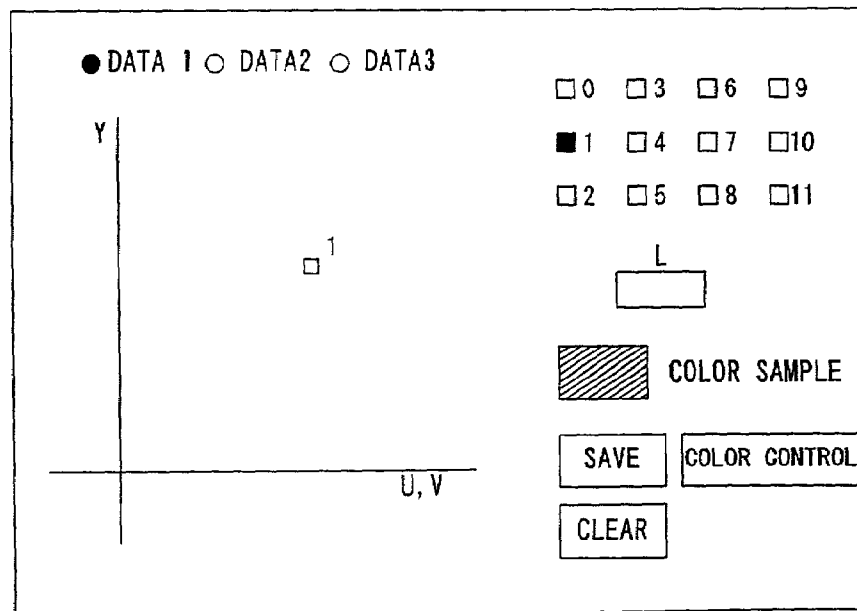 DATA 1 DATA2 DATA3
Y
1
U, V
0 3 6 9
1 4 7 10
2 5 8 11
L
COLOR SAMPLE
SAVE COLOR CONTROL
CLEAR